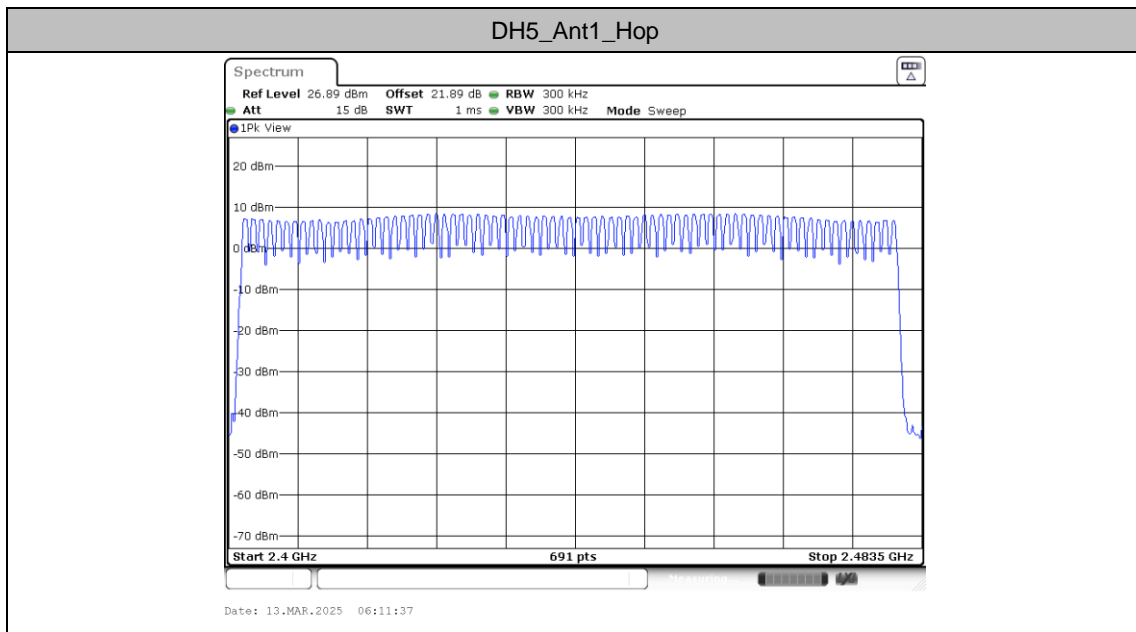 DH5_Ant1_Hop
Spectrum
Ref Level 26.89 dBm Offset 21.89 dB RBW 300 kHz
Att 15 dB SWT 1 ms VBW 300 kHz Mode Sweep
1Pk View
20 dBm
10 dBm
0 dBm
-10 dBm
-20 dBm
-30 dBm
-40 dBm
-50 dBm
-60 dBm
-70 dBm
Start 2.4 GHz 691 pts Stop 2.4835 GHz
Measuring...
Date: 13.MAR.2025 06:11:37